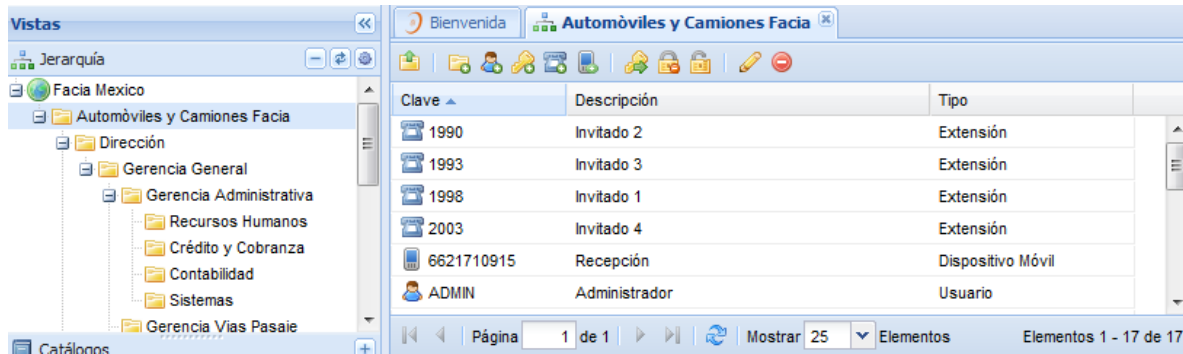 Vistas
Jerarquía
Facia Mexico
Automòviles y Camiones Facia
Dirección
Gerencia General
Gerencia Administrativa
Recursos Humanos
Crédito y Cobranza
Contabilidad
Sistemas
Gerencia Vias Pasaje
Catálogos
Bienvenida Automòviles y Camiones Facia
Clave Descripción Tipo
1990 Invitado 2 Extensión
1993 Invitado 3 Extensión
1998 Invitado 1 Extensión
2003 Invitado 4 Extensión
6621710915 Recepción Dispositivo Móvil
ADMIN Administrador Usuario
Página 1 de 1 Mostrar 25 Elementos Elementos 1 - 17 de 17